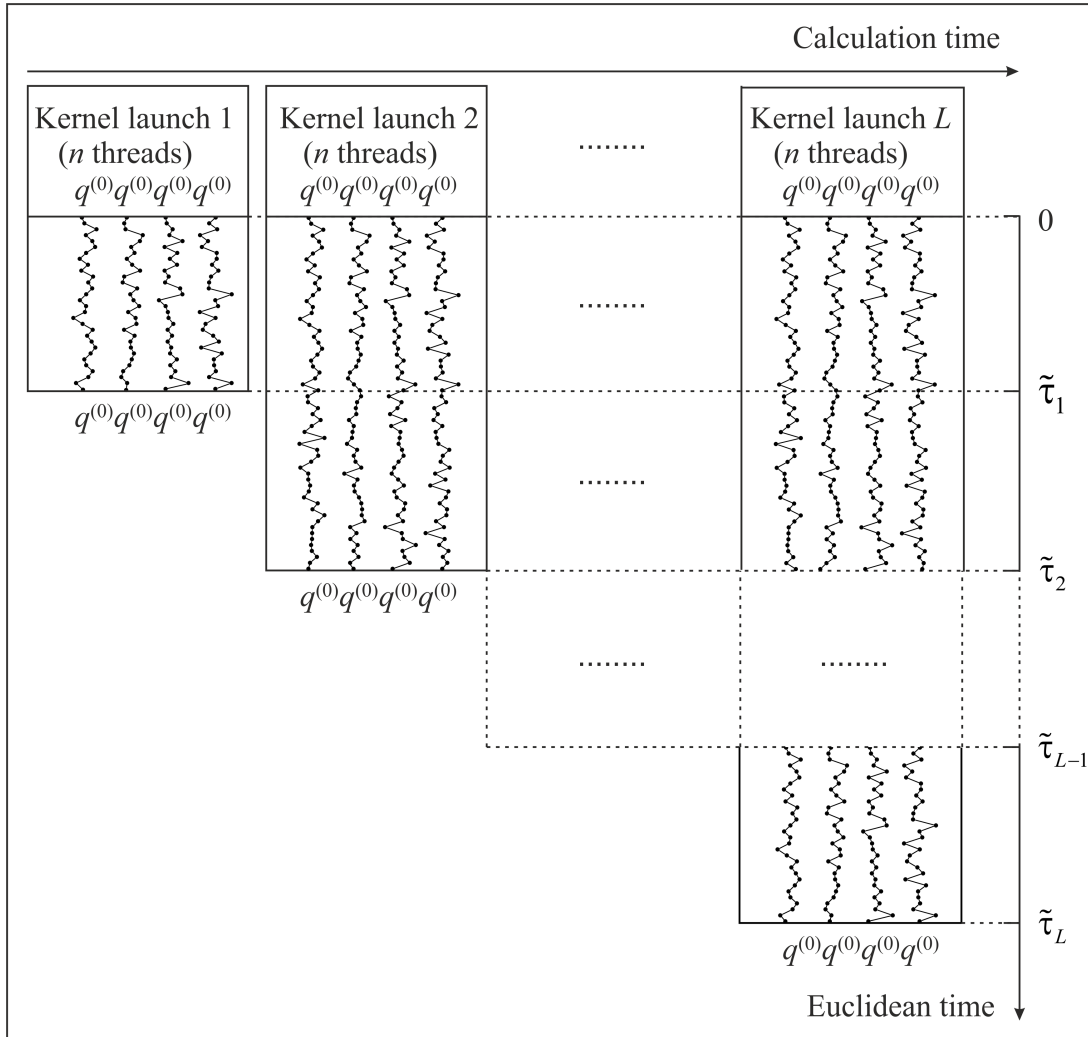 Calculation time
Kernel launch 1
(n threads)
q⁽⁰⁾q⁽⁰⁾q⁽⁰⁾q⁽⁰⁾
Kernel launch 2
(n threads)
q⁽⁰⁾q⁽⁰⁾q⁽⁰⁾q⁽⁰⁾
........
Kernel launch L
(n threads)
q⁽⁰⁾q⁽⁰⁾q⁽⁰⁾q⁽⁰⁾
0
........
τ̃₁
q⁽⁰⁾q⁽⁰⁾q⁽⁰⁾q⁽⁰⁾
........
τ̃₂
q⁽⁰⁾q⁽⁰⁾q⁽⁰⁾q⁽⁰⁾
........ ........
τ̃_{L−1}
τ̃_L
q⁽⁰⁾q⁽⁰⁾q⁽⁰⁾q⁽⁰⁾
Euclidean time